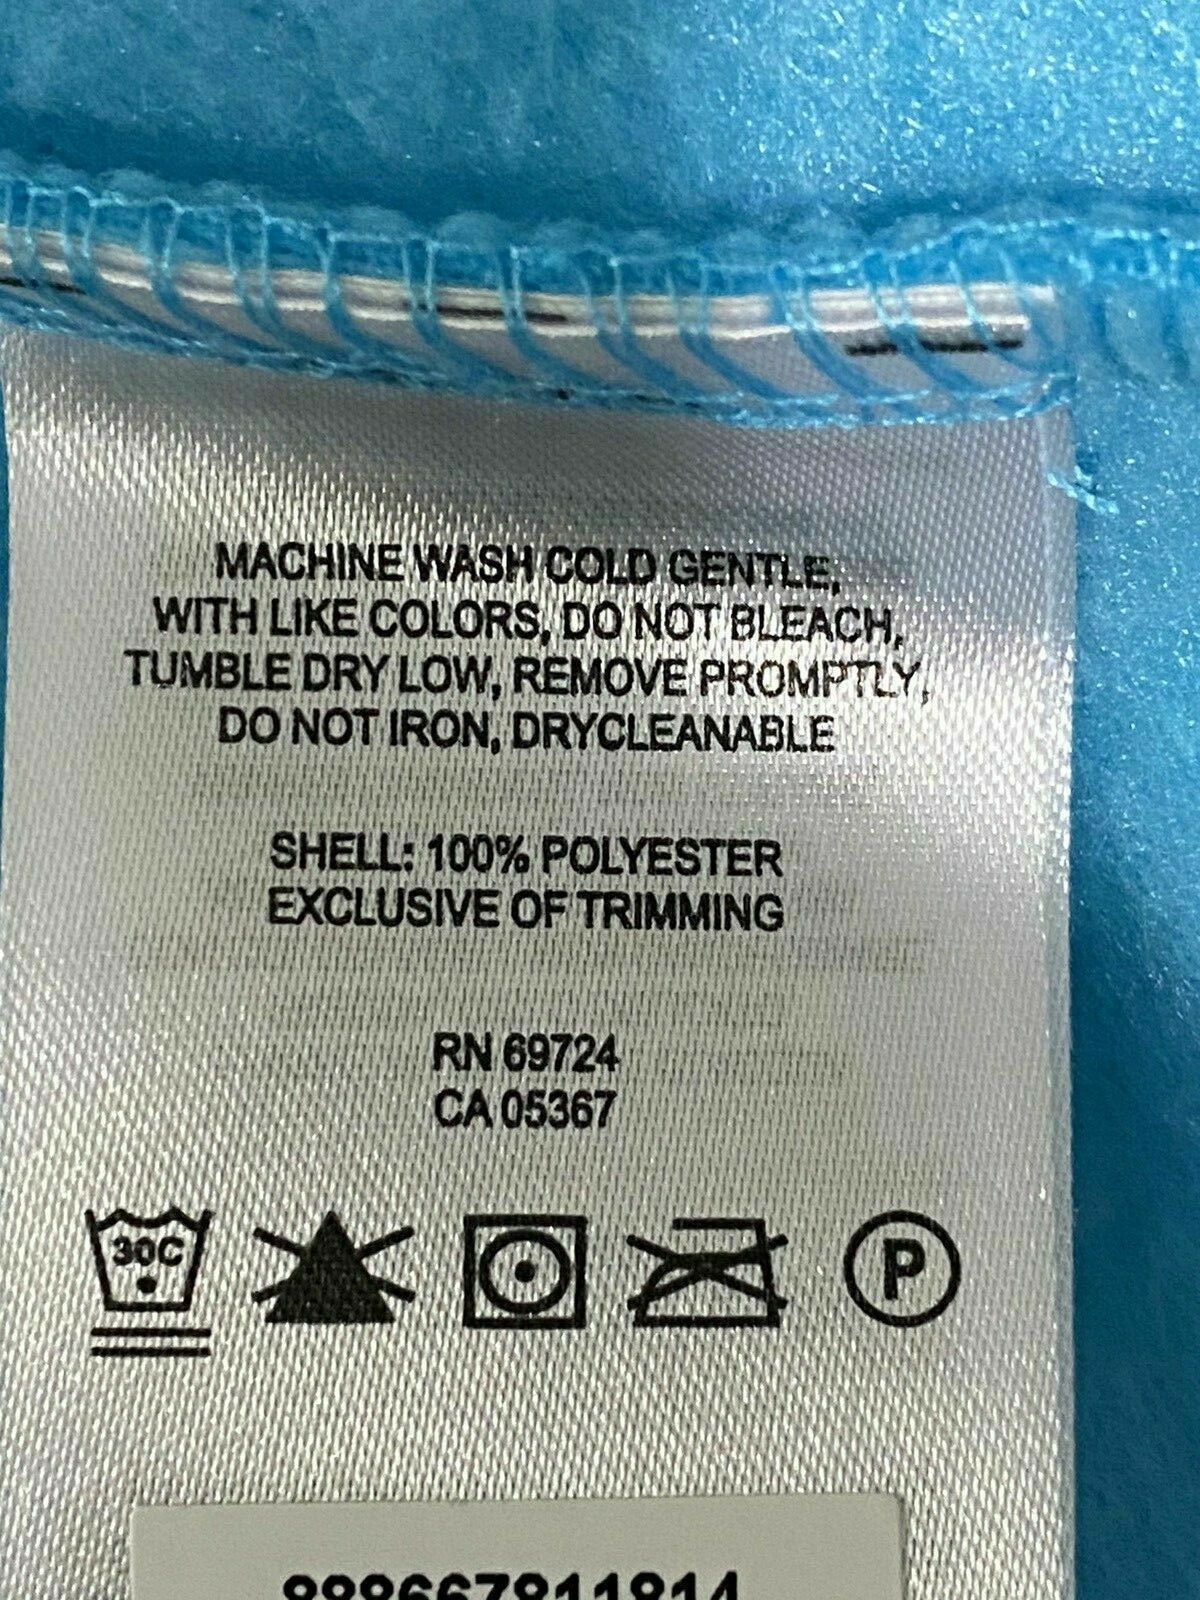 MACHINE WASH COLD GENTLE,
WITH LIKE COLORS, DO NOT BLEACH,
TUMBLE DRY LOW, REMOVE PROMPTLY,
DO NOT IRON, DRYCLEANABLE
SHELL: 100% POLYESTER
EXCLUSIVE OF TRIMMING
RN 69724
CA 05367
30C
P
888667811814